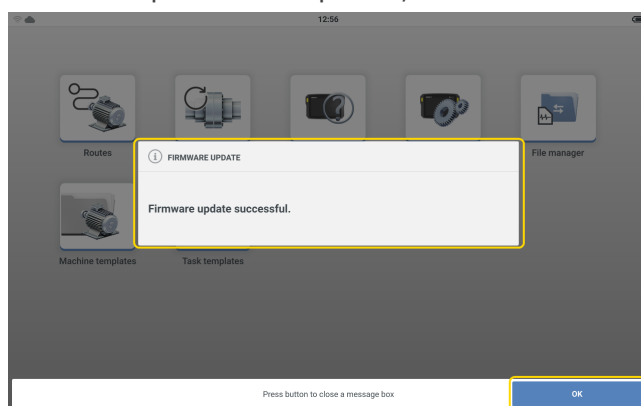 12:56
Routes
File manager
FIRMWARE UPDATE
Firmware update successful.
Machine templates
Task templates
Press button to close a message box
OK